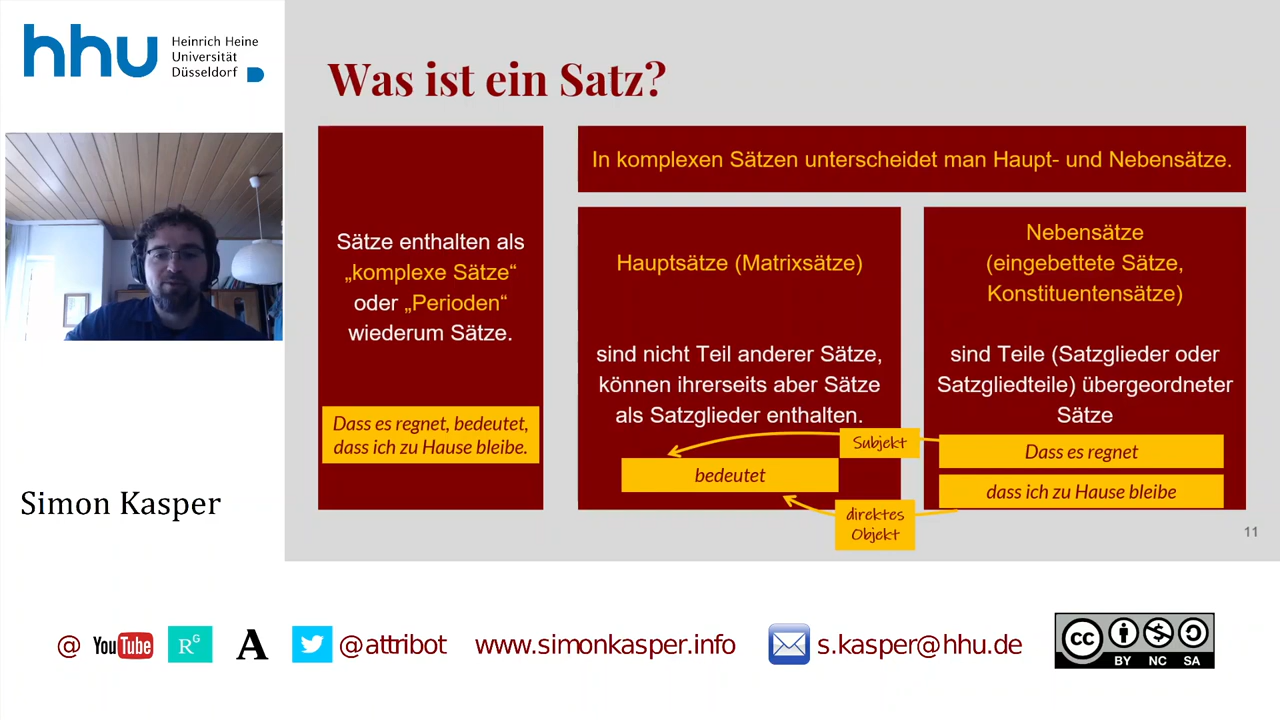 hhu Heinrich Heine
Universität
Düsseldorf
Was ist ein Satz?
Sätze enthalten als
„komplexe Sätze“
oder „Perioden“
wiederum Sätze.
Dass es regnet, bedeutet,
dass ich zu Hause bleibe.
In komplexen Sätzen unterscheidet man Haupt- und Nebensätze.
Hauptsätze (Matrixsätze)
sind nicht Teil anderer Sätze,
können ihrerseits aber Sätze
als Satzglieder enthalten.
bedeutet
Nebensätze
(eingebettete Sätze,
Konstituentensätze)
sind Teile (Satzglieder oder
Satzgliedteile) übergeordneter
Sätze
Subjekt
Dass es regnet
dass ich zu Hause bleibe
direktes
Objekt
11
Simon Kasper
@ YouTube RG A @attribot www.simonkasper.info s.kasper@hhu.de
cc BY NC SA